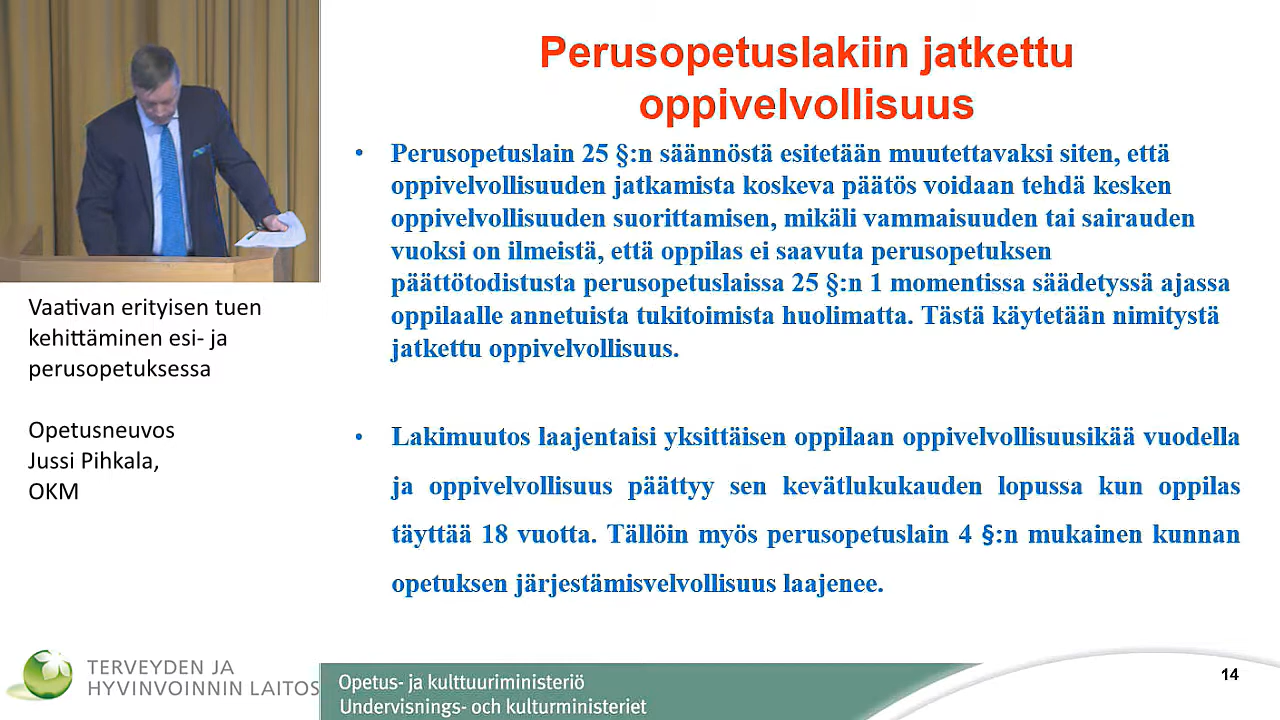 Perusopetuslakiin jatkettu
oppivelvollisuus
• Perusopetuslain 25 §:n säännöstä esitetään muutettavaksi siten, että
oppivelvollisuuden jatkamista koskeva päätös voidaan tehdä kesken
oppivelvollisuuden suorittamisen, mikäli vammaisuuden tai sairauden
vuoksi on ilmeistä, että oppilas ei saavuta perusopetuksen
päättötodistusta perusopetuslaissa 25 §:n 1 momentissa säädetyssä ajassa
oppilaalle annetuista tukitoimista huolimatta. Tästä käytetään nimitystä
jatkettu oppivelvollisuus.
• Lakimuutos laajentaisi yksittäisen oppilaan oppivelvollisuusikää vuodella
ja oppivelvollisuus päättyy sen kevätlukukauden lopussa kun oppilas
täyttää 18 vuotta. Tällöin myös perusopetuslain 4 §:n mukainen kunnan
opetuksen järjestämisvelvollisuus laajenee.
Vaativan erityisen tuen
kehittäminen esi- ja
perusopetuksessa
Opetusneuvos
Jussi Pihkala,
OKM
TERVEYDEN JA
HYVINVOINNIN LAITOS
Opetus- ja kulttuuriministeriö
Undervisnings- och kulturministeriet
14